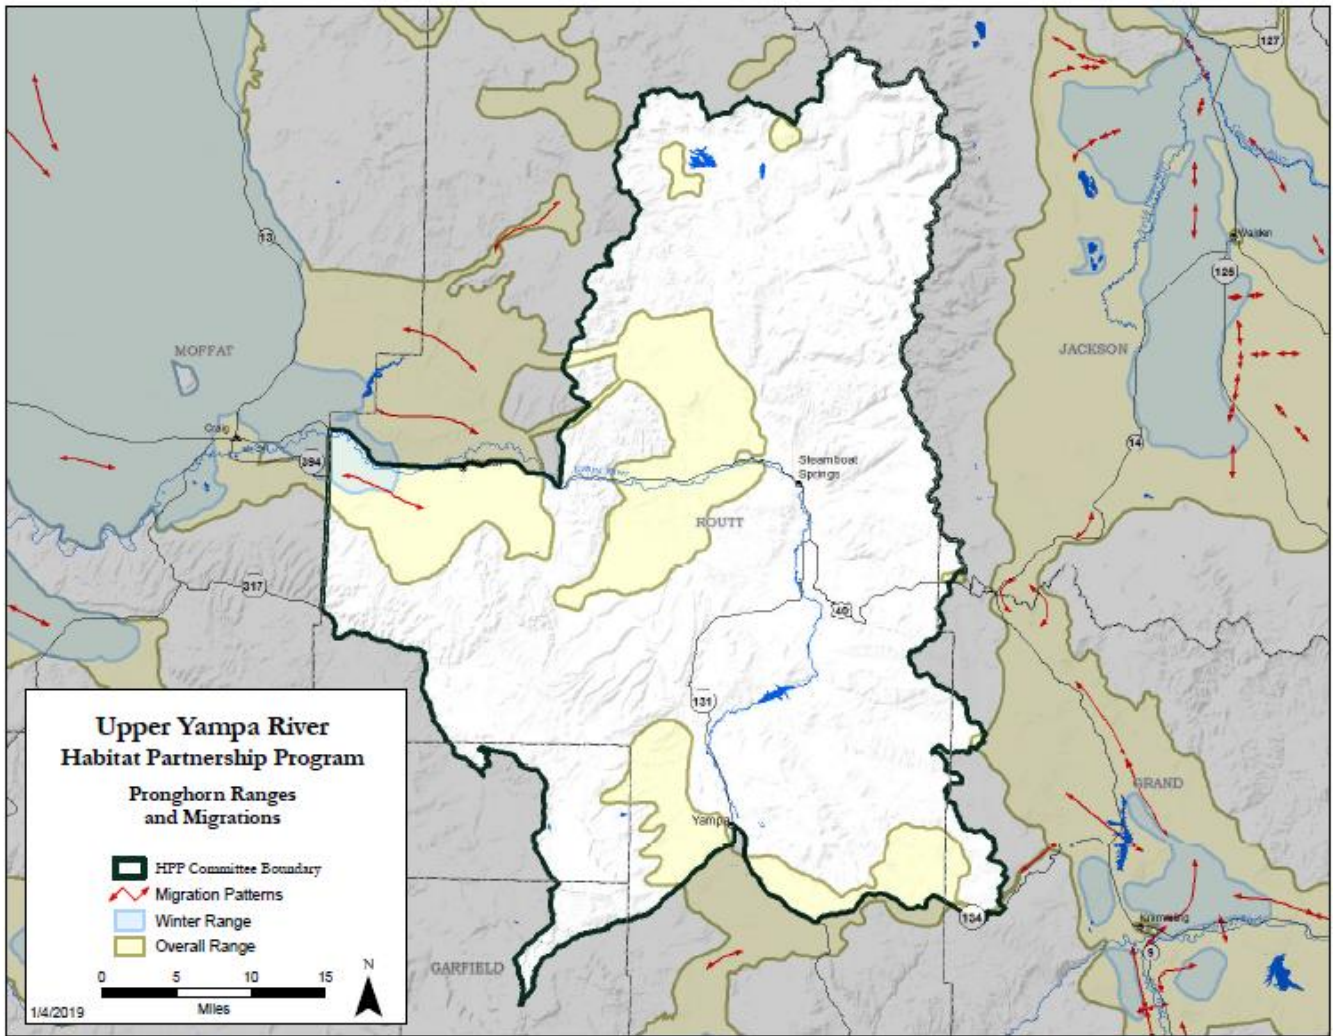 127
13
Walden
125
MOFFAT
JACKSON
Craig
394
14
Steamboat
Springs
ROUTT
317
40
131
Upper Yampa River
Habitat Partnership Program
Pronghorn Ranges
and Migrations
HPP Committee Boundary
Migration Patterns
Winter Range
Overall Range
0 5 10 15
Miles
N
1/4/2019
GRAND
Yampa
134
Kremmling
9
GARFIELD